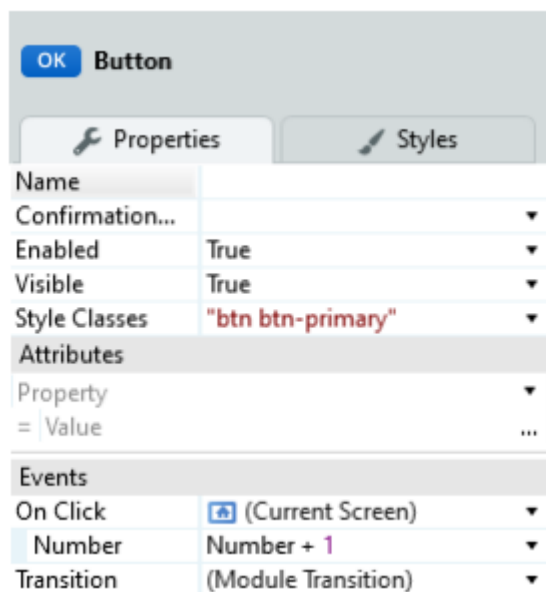 OK Button
Properties Styles
Name
Confirmation...
Enabled True
Visible True
Style Classes "btn btn-primary"
Attributes
Property
= Value ...
Events
On Click (Current Screen)
Number Number + 1
Transition (Module Transition)